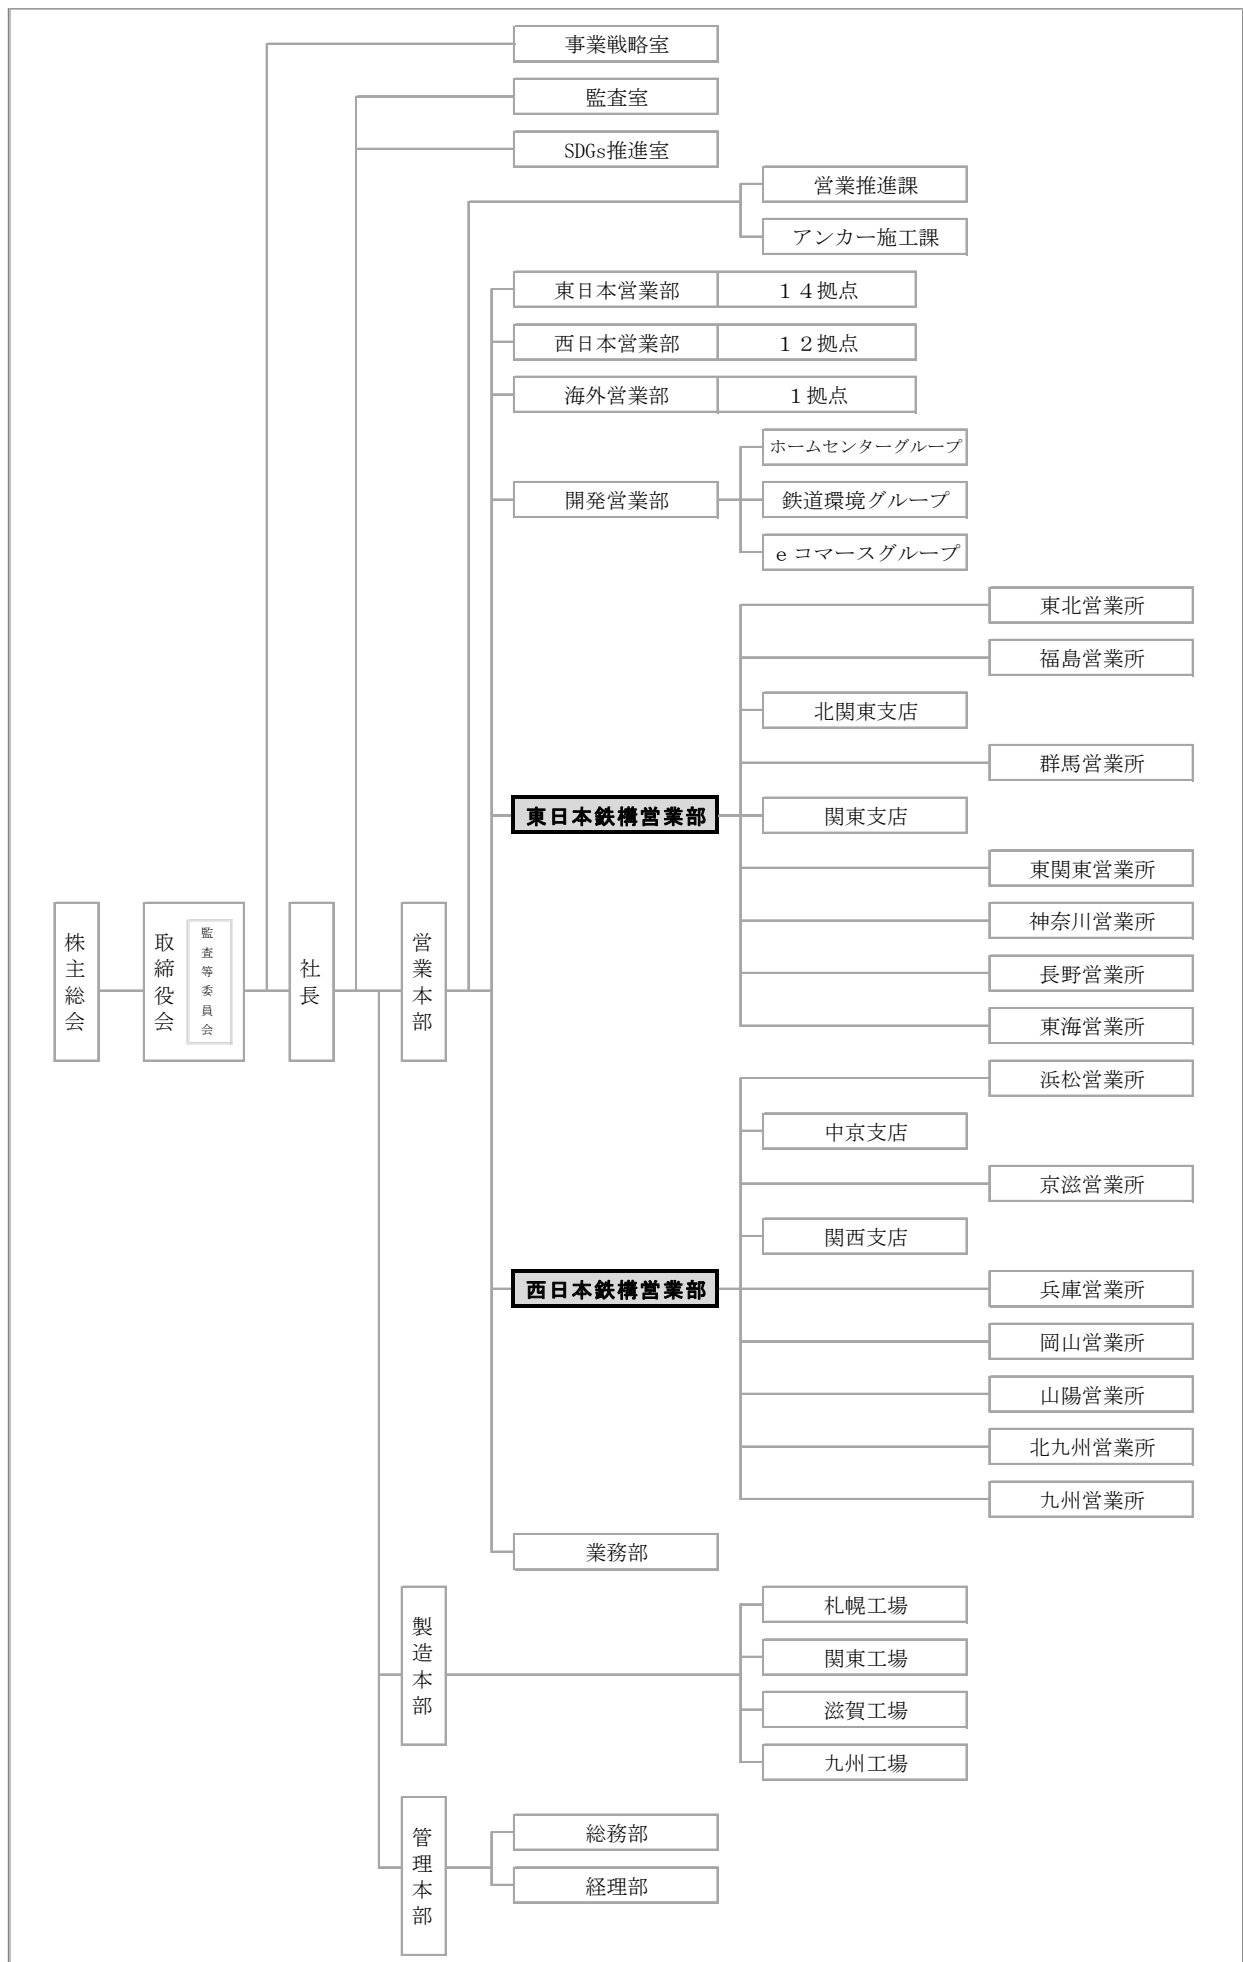 事業戦略室
監査室
SDGs推進室
営業推進課
アンカー施工課
東日本営業部
１４拠点
西日本営業部
１２拠点
海外営業部
１拠点
ホームセンターグループ
開発営業部
鉄道環境グループ
ｅコマースグループ
東北営業所
福島営業所
北関東支店
群馬営業所
東日本鉄構営業部
関東支店
東関東営業所
株主総会
取締役会
監査等委員会
社長
営業本部
神奈川営業所
長野営業所
東海営業所
浜松営業所
中京支店
京滋営業所
関西支店
西日本鉄構営業部
兵庫営業所
岡山営業所
山陽営業所
北九州営業所
九州営業所
業務部
製造本部
札幌工場
関東工場
滋賀工場
九州工場
管理本部
総務部
経理部